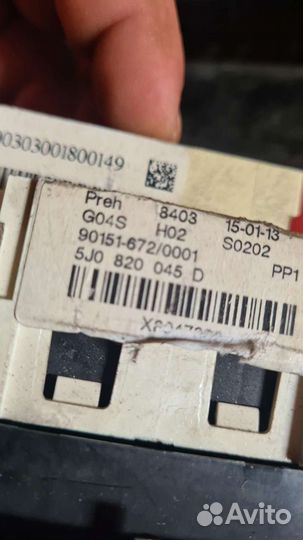 00303001800149
Preh 8403 15-01-13
G04S H02 S0202
90151-672/0001
5J0 820 045 D PP1
Avito